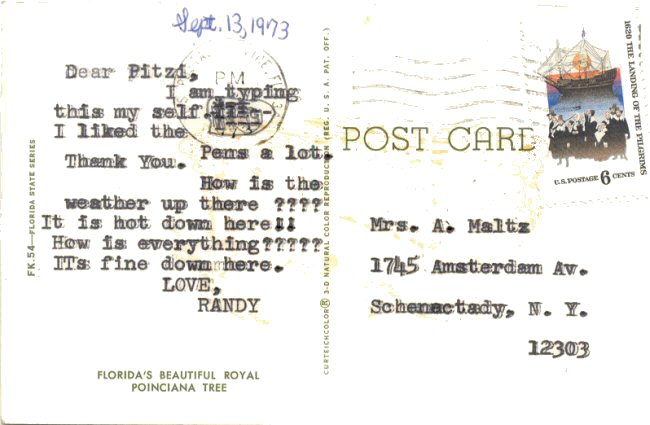 Sept. 13, 1973
PM
Dear Pitzi,
I am typing
this my self.
I liked the
Pens a lot.
Thank You.
How is the
weather up there ????
It is hot down here!!
How is everything?????
ITs fine down here.
LOVE,
RANDY
FLORIDA'S BEAUTIFUL ROYAL
POINCIANA TREE
FK.54—FLORIDA STATE SERIES
CURTEICHCOLOR® 3-D NATURAL COLOR REPRODUCTION (REG. U. S. A. PAT. OFF.)
POST CARD
1620 THE LANDING OF THE PILGRIMS
U.S. POSTAGE 6 CENTS
Mrs. A. Maltz
1745 Amsterdam Av.
Schenectady, N. Y.
12303